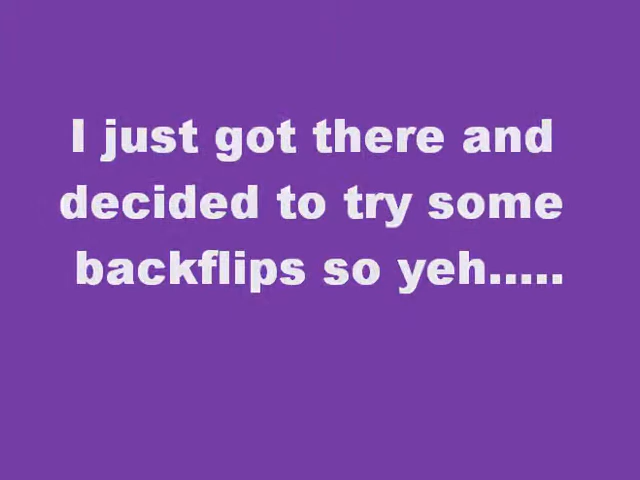 I just got there and
decided to try some
backflips so yeh.....